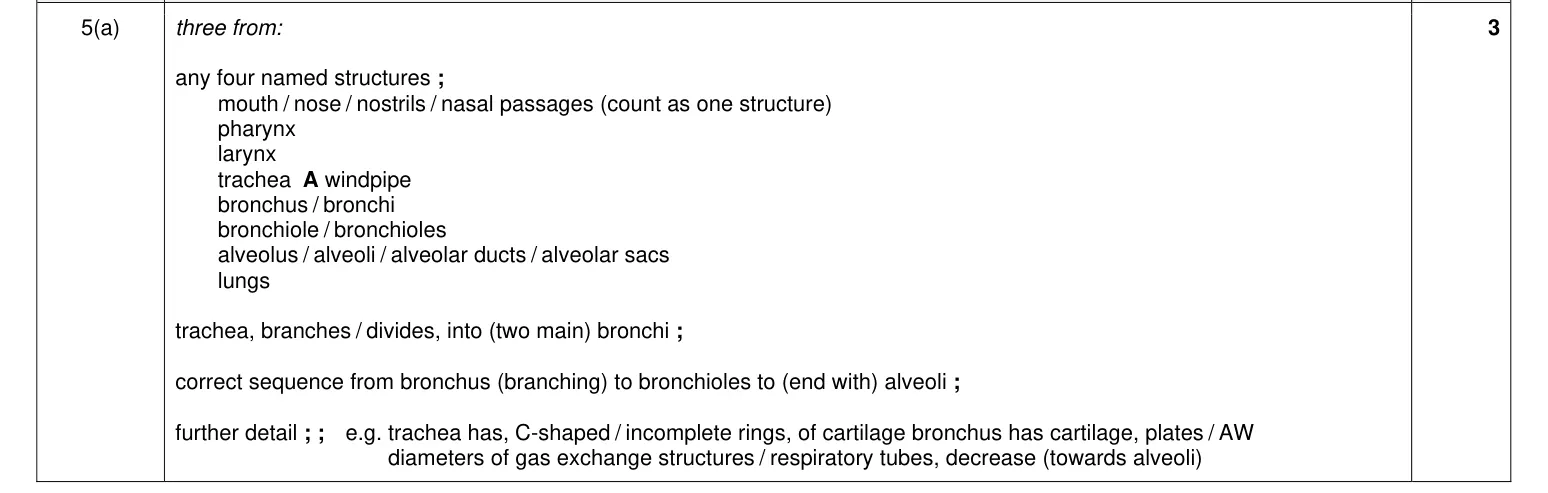 5(a) three from: 3
any four named structures ;
mouth / nose / nostrils / nasal passages (count as one structure)
pharynx
larynx
trachea A windpipe
bronchus / bronchi
bronchiole / bronchioles
alveolus / alveoli / alveolar ducts / alveolar sacs
lungs
trachea, branches / divides, into (two main) bronchi ;
correct sequence from bronchus (branching) to bronchioles to (end with) alveoli ;
further detail ; ; e.g. trachea has, C-shaped / incomplete rings, of cartilage bronchus has cartilage, plates / AW
diameters of gas exchange structures / respiratory tubes, decrease (towards alveoli)